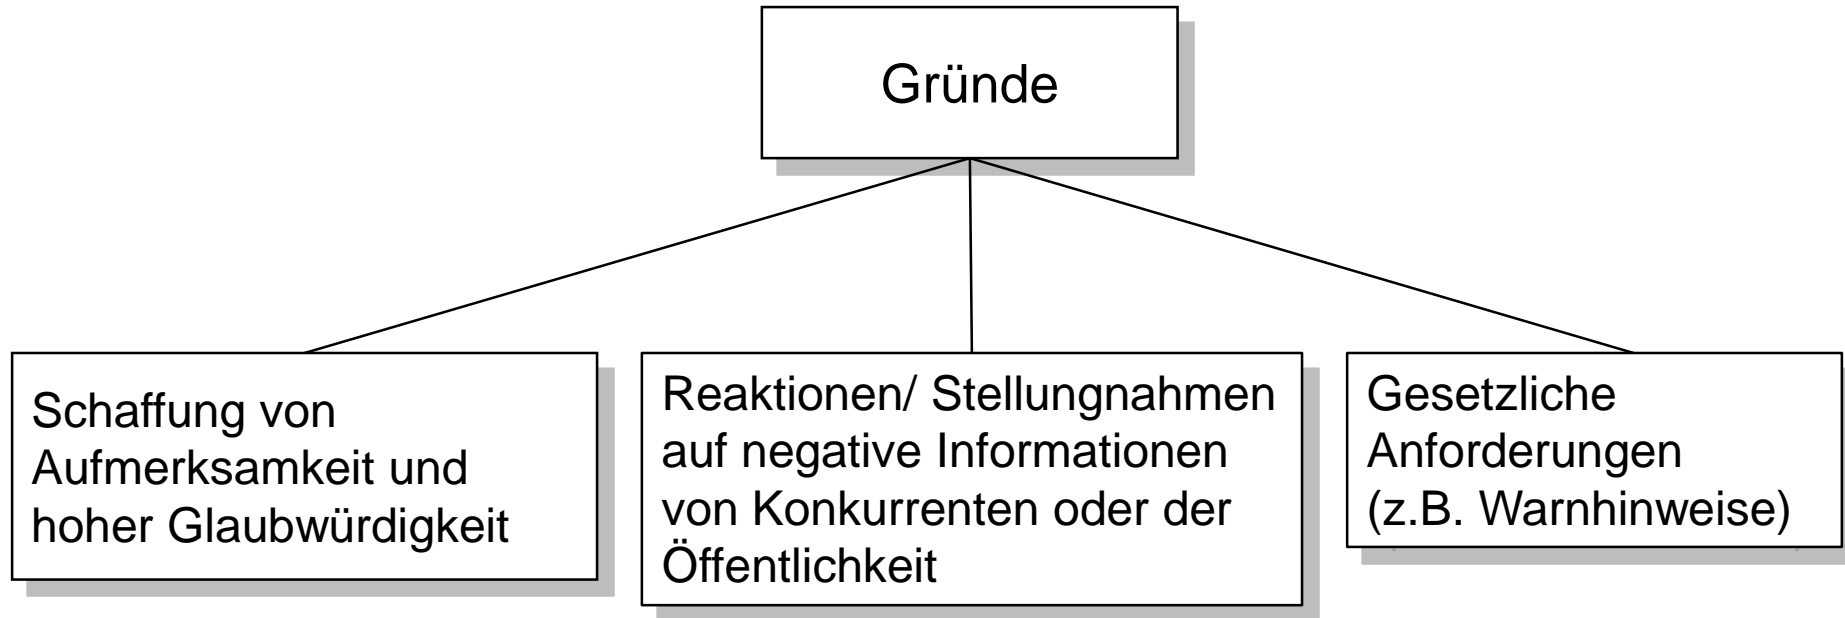 Gründe
Schaffung von
Aufmerksamkeit und
hoher Glaubwürdigkeit
Reaktionen/ Stellungnahmen
auf negative Informationen
von Konkurrenten oder der
Öffentlichkeit
Gesetzliche
Anforderungen
(z.B. Warnhinweise)